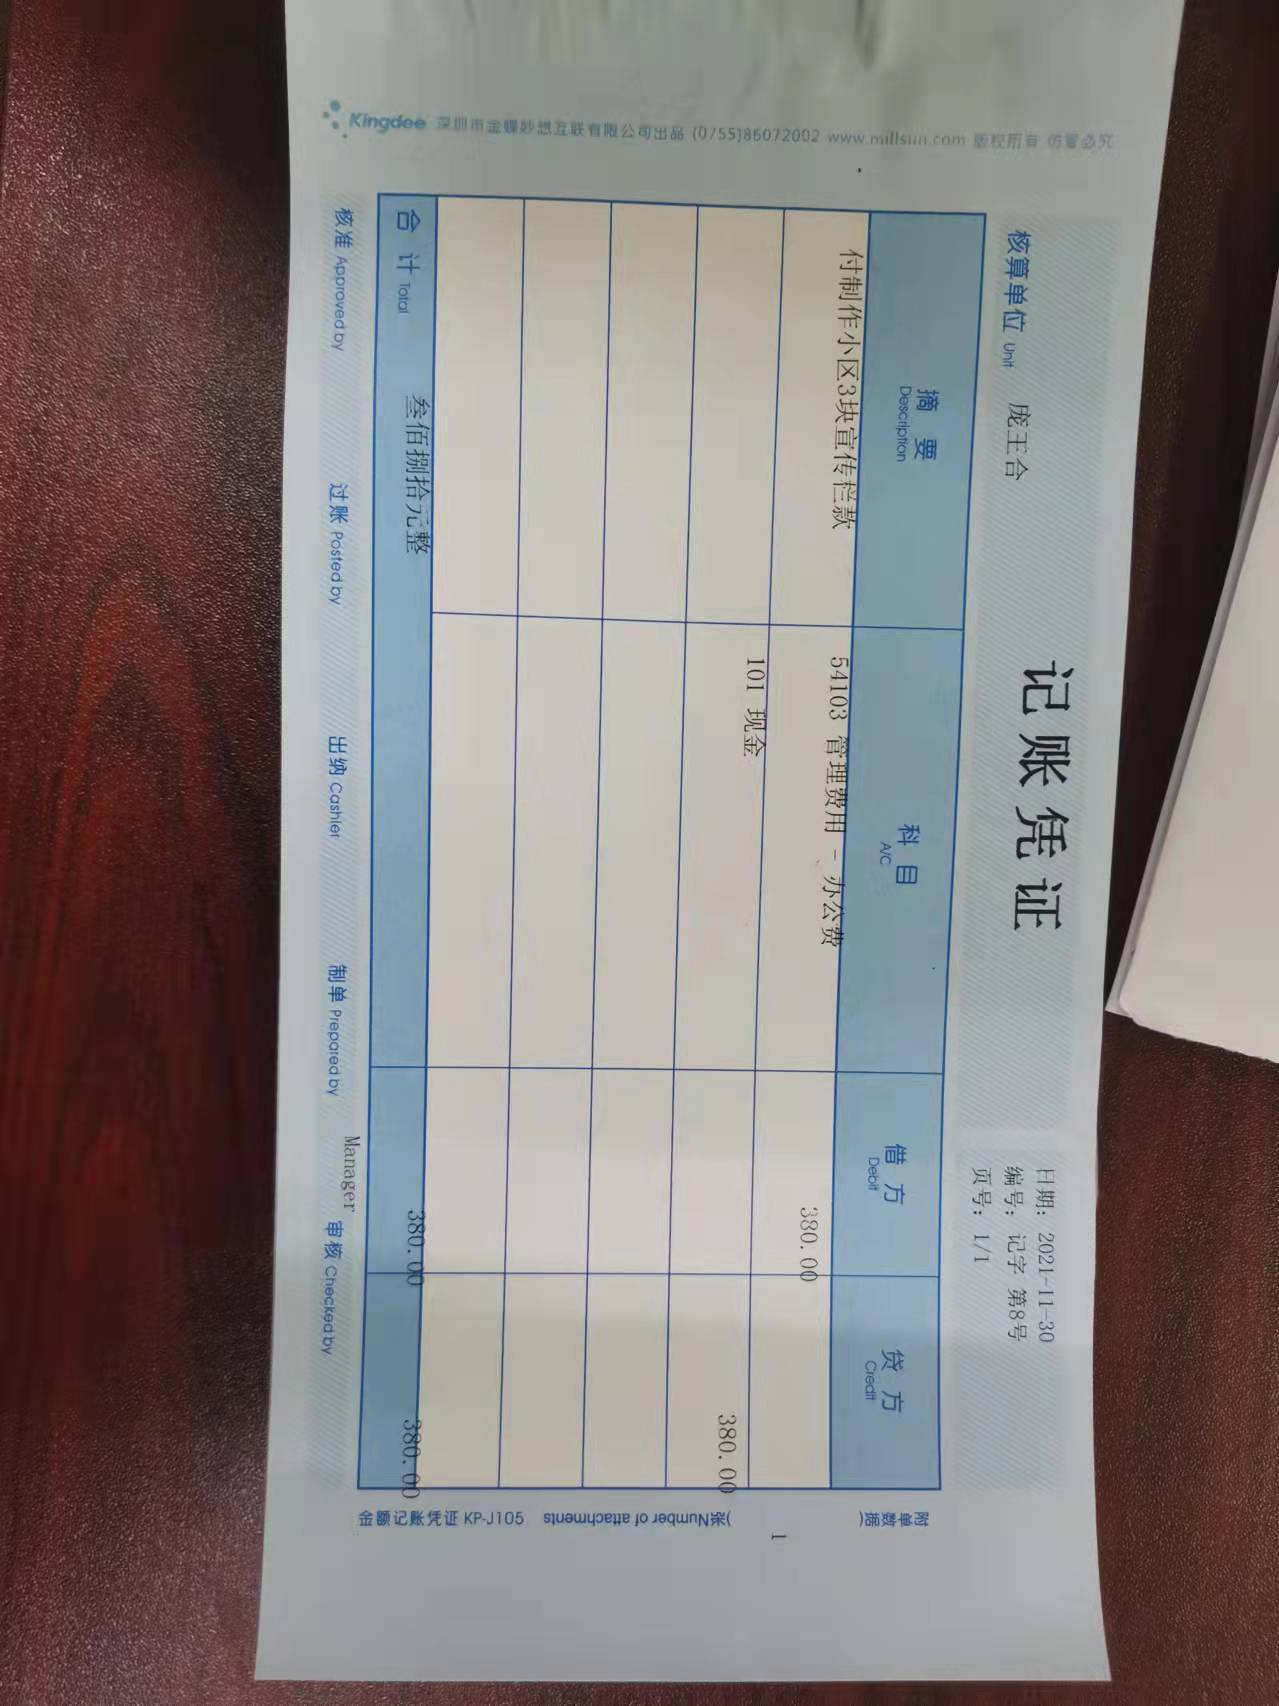 记账凭证
日期：2021-11-30
核算单位 Unit 庞王合
编号：记字 第8号
页号：1/1
摘要 科目 借方 贷方
Description A/C Debit Credit
付制作小区3块宣传栏款 54103 管理费用 - 办公费 380.00
101 现金 380.00
合计 Total 叁佰捌拾元整 380.00 380.00
核准 Approved by 过账 Posted by 出纳 Cashier 制单 Prepared by Manager 审核 Checked by
附单数据( 1 )张 Number of attachments
金额记账凭证 KP-J105
Kingdee 深圳市金蝶妙想互联有限公司出品 (0755)86072002 www.millsun.com 版权所有 仿冒必究